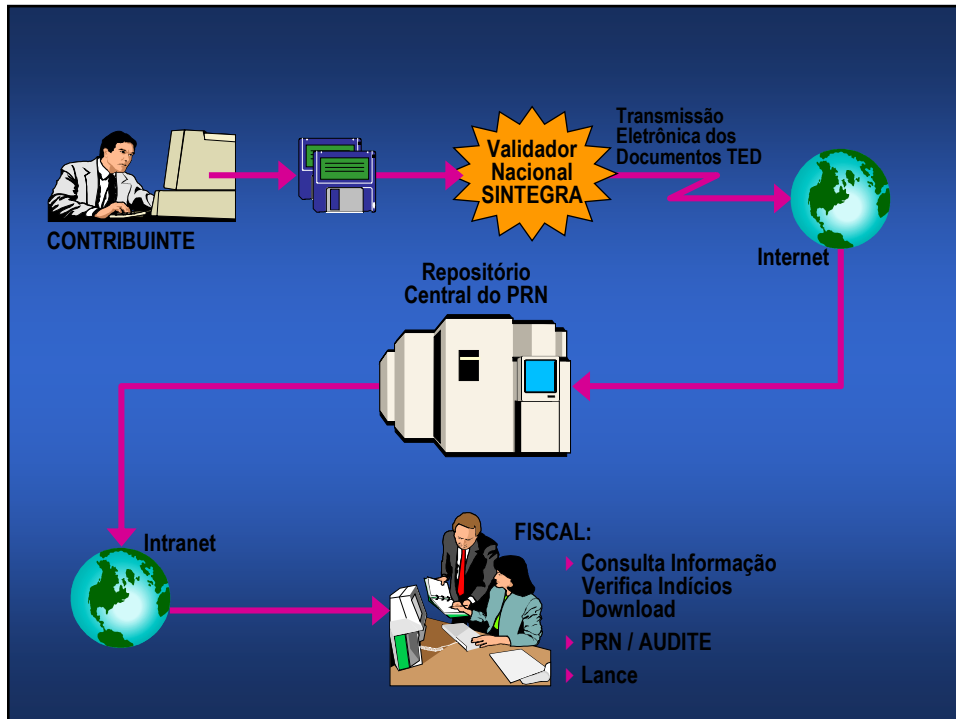 Transmissão
Eletrônica dos
Documentos TED
Validador
Nacional
SINTEGRA
CONTRIBUINTE
Internet
Repositório
Central do PRN
Intranet
FISCAL:
Consulta Informação
Verifica Indícios
Download
PRN / AUDITE
Lance